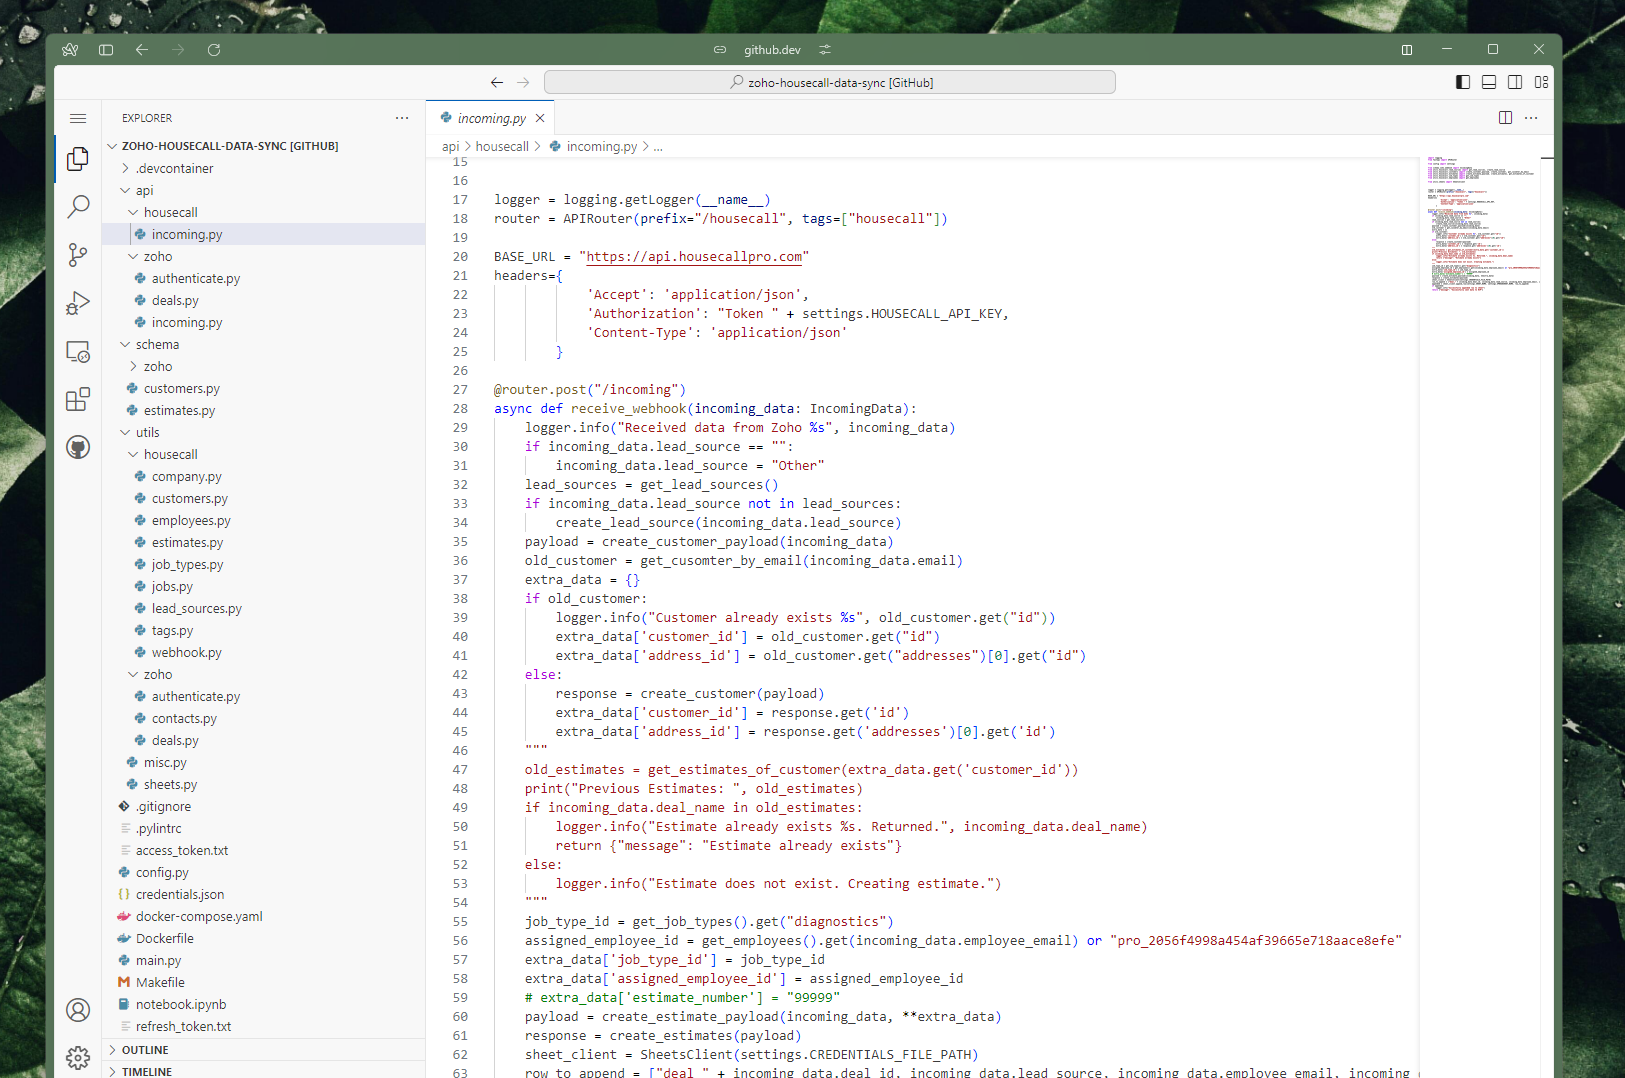 github.dev
zoho-housecall-data-sync [GitHub]
EXPLORER
ZOHO-HOUSECALL-DATA-SYNC [GITHUB]
.devcontainer
api
housecall
incoming.py
zoho
authenticate.py
deals.py
incoming.py
schema
zoho
customers.py
estimates.py
utils
housecall
company.py
customers.py
employees.py
estimates.py
job_types.py
jobs.py
lead_sources.py
tags.py
webhook.py
zoho
authenticate.py
contacts.py
deals.py
misc.py
sheets.py
.gitignore
.pylintrc
access_token.txt
config.py
credentials.json
docker-compose.yaml
Dockerfile
main.py
Makefile
notebook.ipynb
refresh_token.txt
OUTLINE
TIMELINE
incoming.py
api > housecall > incoming.py > ...
15
16
17 logger = logging.getLogger(__name__)
18 router = APIRouter(prefix="/housecall", tags=["housecall"])
19
20 BASE_URL = "https://api.housecallpro.com"
21 headers={
22 'Accept': 'application/json',
23 'Authorization': "Token " + settings.HOUSECALL_API_KEY,
24 'Content-Type': 'application/json'
25 }
26
27 @router.post("/incoming")
28 async def receive_webhook(incoming_data: IncomingData):
29 logger.info("Received data from Zoho %s", incoming_data)
30 if incoming_data.lead_source == "":
31 incoming_data.lead_source = "Other"
32 lead_sources = get_lead_sources()
33 if incoming_data.lead_source not in lead_sources:
34 create_lead_source(incoming_data.lead_source)
35 payload = create_customer_payload(incoming_data)
36 old_customer = get_cusomter_by_email(incoming_data.email)
37 extra_data = {}
38 if old_customer:
39 logger.info("Customer already exists %s", old_customer.get("id"))
40 extra_data['customer_id'] = old_customer.get("id")
41 extra_data['address_id'] = old_customer.get("addresses")[0].get("id")
42 else:
43 response = create_customer(payload)
44 extra_data['customer_id'] = response.get('id')
45 extra_data['address_id'] = response.get('addresses')[0].get('id')
46 """
47 old_estimates = get_estimates_of_customer(extra_data.get('customer_id'))
48 print("Previous Estimates: ", old_estimates)
49 if incoming_data.deal_name in old_estimates:
50 logger.info("Estimate already exists %s. Returned.", incoming_data.deal_name)
51 return {"message": "Estimate already exists"}
52 else:
53 logger.info("Estimate does not exist. Creating estimate.")
54 """
55 job_type_id = get_job_types().get("diagnostics")
56 assigned_employee_id = get_employees().get(incoming_data.employee_email) or "pro_2056f4998a454af39665e718aace8efe"
57 extra_data['job_type_id'] = job_type_id
58 extra_data['assigned_employee_id'] = assigned_employee_id
59 # extra_data['estimate_number'] = "99999"
60 payload = create_estimate_payload(incoming_data, **extra_data)
61 response = create_estimates(payload)
62 sheet_client = SheetsClient(settings.CREDENTIALS_FILE_PATH)
63 row_to_append = ["deal_" + incoming_data.deal_id, incoming_data.lead_source, incoming_data.employee_email, incoming_